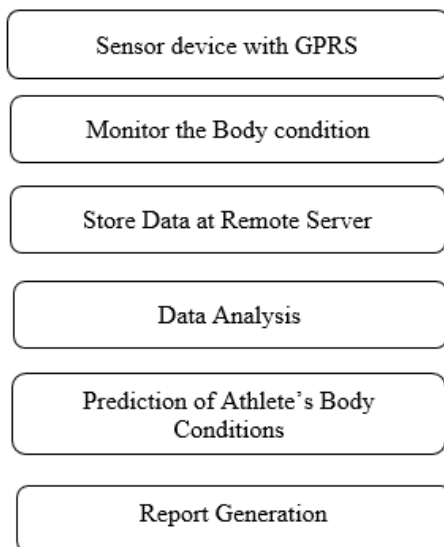 Sensor device with GPRS
Monitor the Body condition
Store Data at Remote Server
Data Analysis
Prediction of Athlete’s Body
Conditions
Report Generation